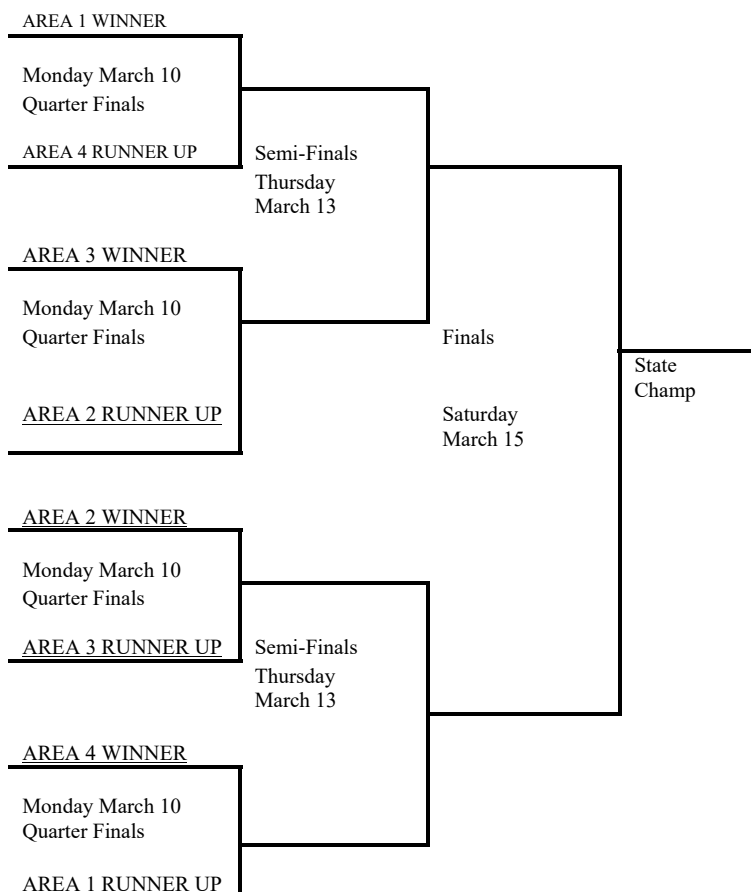 AREA 1 WINNER
Monday March 10
Quarter Finals
AREA 4 RUNNER UP
Semi-Finals
Thursday
March 13
AREA 3 WINNER
Monday March 10
Quarter Finals
Finals
State
Champ
AREA 2 RUNNER UP
Saturday
March 15
AREA 2 WINNER
Monday March 10
Quarter Finals
AREA 3 RUNNER UP
Semi-Finals
Thursday
March 13
AREA 4 WINNER
Monday March 10
Quarter Finals
AREA 1 RUNNER UP